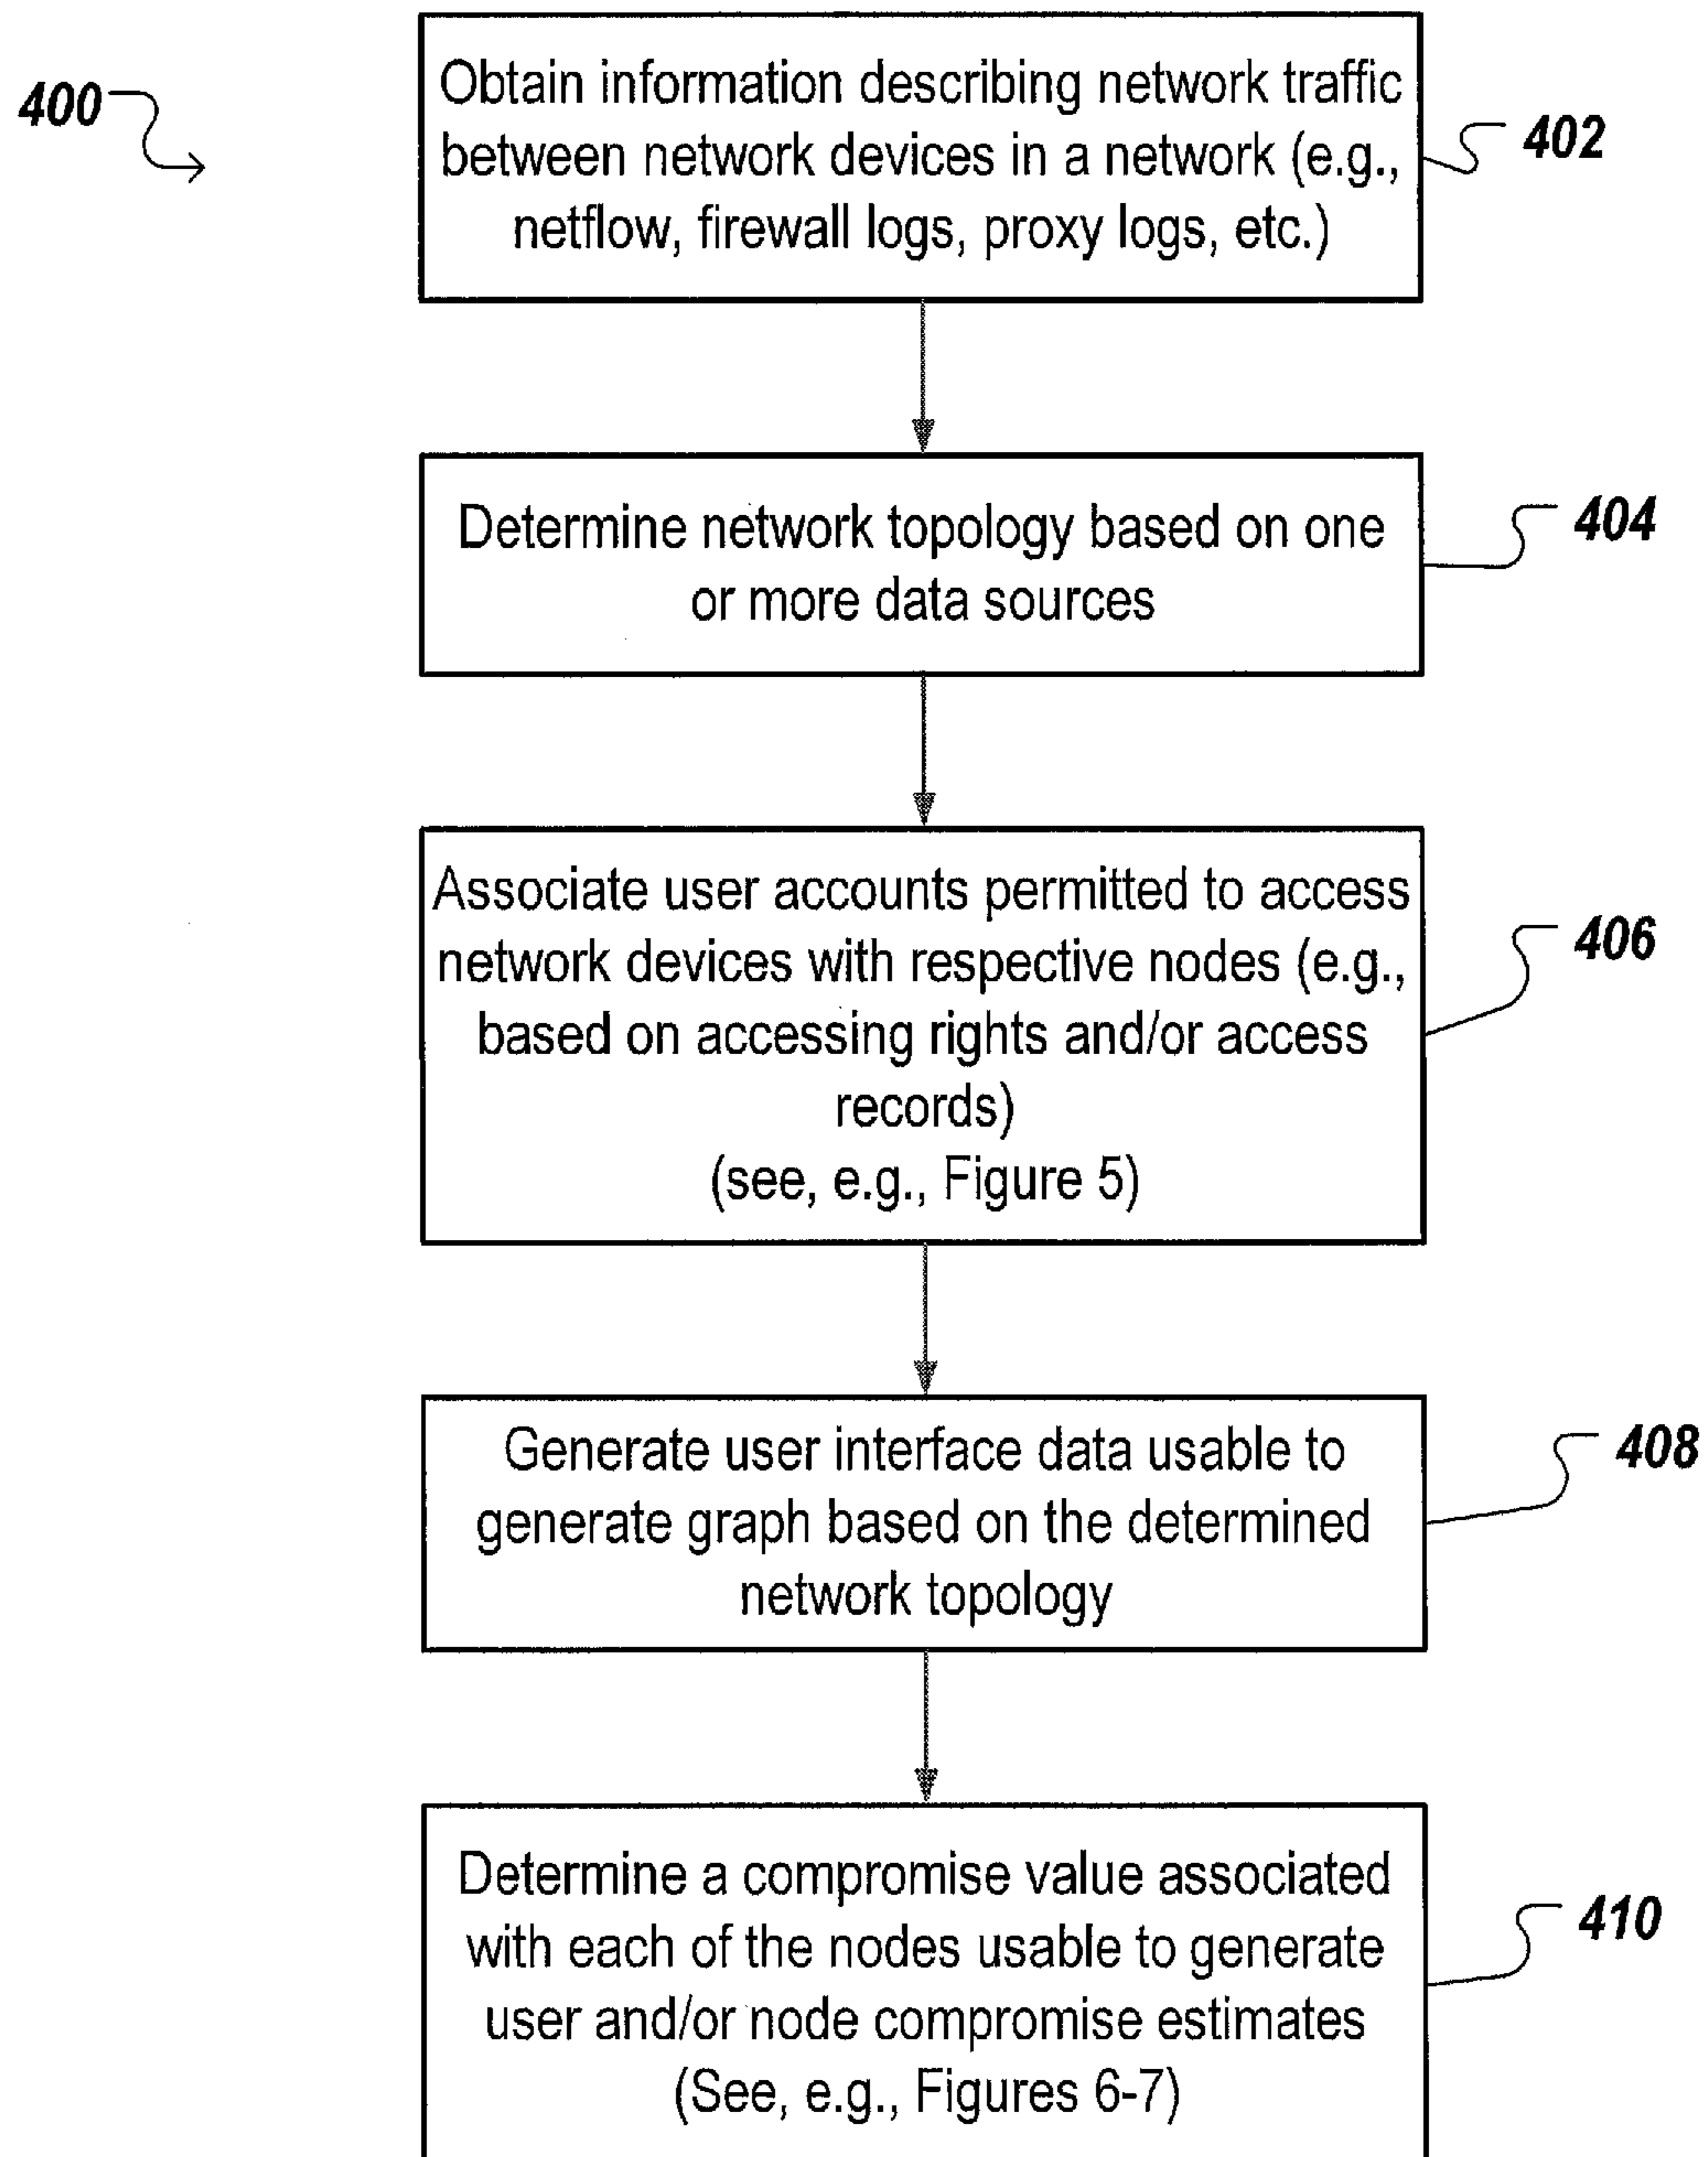 400
Obtain information describing network traffic
between network devices in a network (e.g.,
netflow, firewall logs, proxy logs, etc.)
402
Determine network topology based on one
or more data sources
404
Associate user accounts permitted to access
network devices with respective nodes (e.g.,
based on accessing rights and/or access
records)
(see, e.g., Figure 5)
406
Generate user interface data usable to
generate graph based on the determined
network topology
408
Determine a compromise value associated
with each of the nodes usable to generate
user and/or node compromise estimates
(See, e.g., Figures 6-7)
410